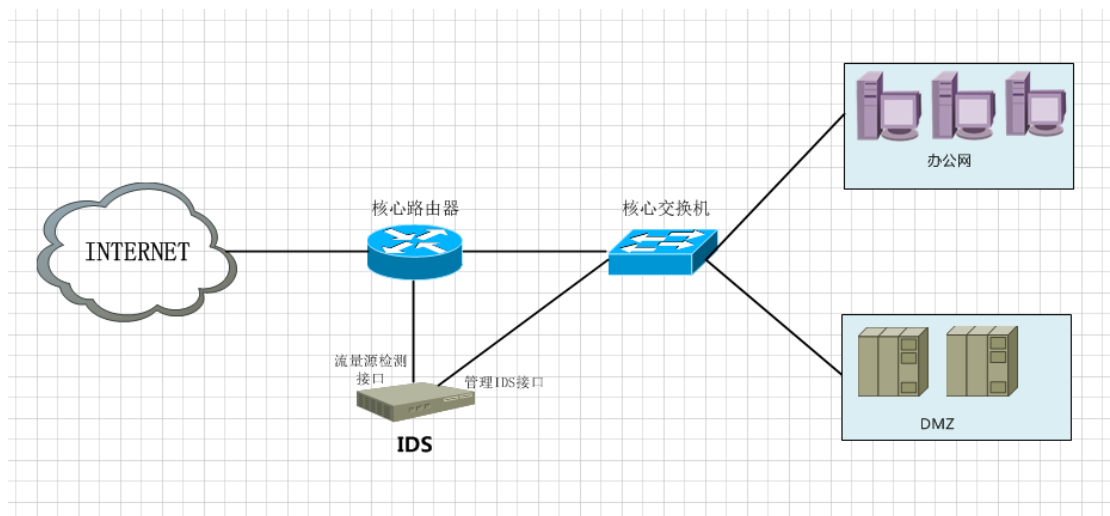 办公网
核心路由器
核心交换机
INTERNET
流量源检测
接口
管理IDS接口
IDS
DMZ